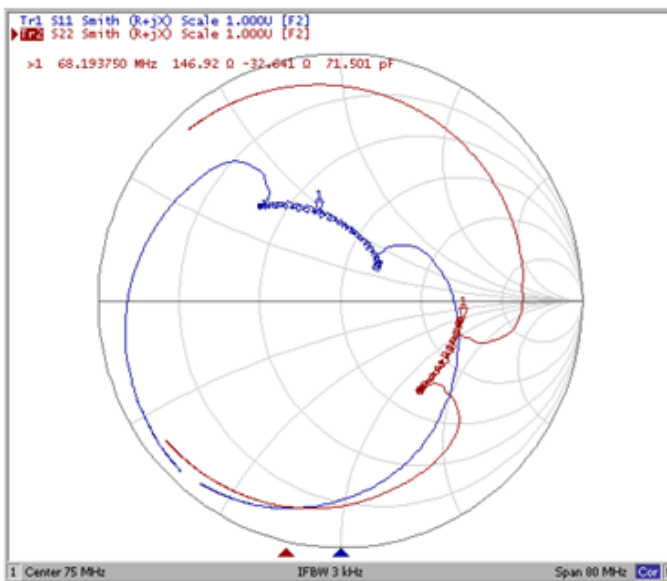 Tr1 S11 Smith (R+jX) Scale 1.000U [F2]
Tr2 S22 Smith (R+jX) Scale 1.000U [F2]
>1 68.193750 MHz 146.92 Ω -32.641 Ω 71.501 pF
1 Center 75 MHz IFBW 3 kHz Span 80 MHz Cor